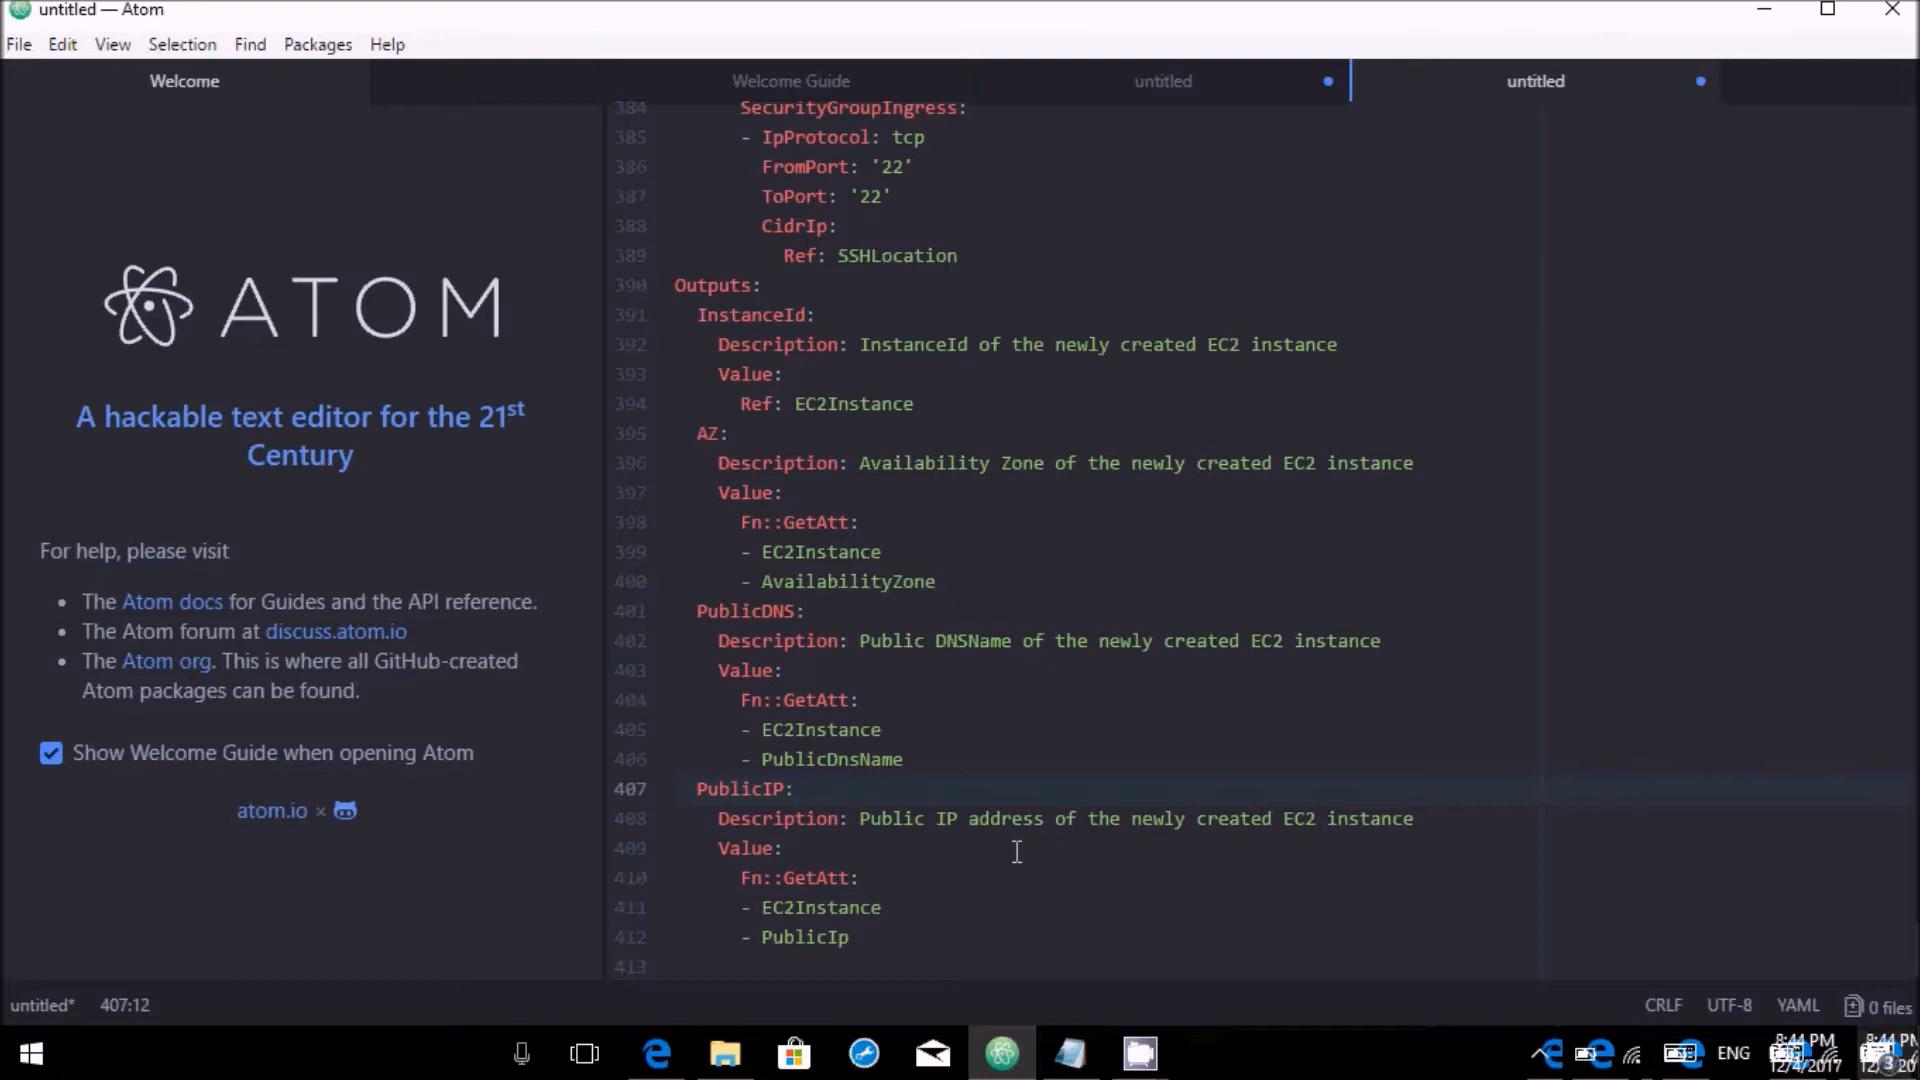 untitled — Atom
File Edit View Selection Find Packages Help
Welcome
Welcome Guide
untitled
untitled
ATOM
A hackable text editor for the 21st
Century
For help, please visit
• The Atom docs for Guides and the API reference.
• The Atom forum at discuss.atom.io
• The Atom org. This is where all GitHub-created
Atom packages can be found.
Show Welcome Guide when opening Atom
atom.io ×
384 SecurityGroupIngress:
385 - IpProtocol: tcp
386 FromPort: '22'
387 ToPort: '22'
388 CidrIp:
389 Ref: SSHLocation
390 Outputs:
391 InstanceId:
392 Description: InstanceId of the newly created EC2 instance
393 Value:
394 Ref: EC2Instance
395 AZ:
396 Description: Availability Zone of the newly created EC2 instance
397 Value:
398 Fn::GetAtt:
399 - EC2Instance
400 - AvailabilityZone
401 PublicDNS:
402 Description: Public DNSName of the newly created EC2 instance
403 Value:
404 Fn::GetAtt:
405 - EC2Instance
406 - PublicDnsName
407 PublicIP:
408 Description: Public IP address of the newly created EC2 instance
409 Value:
410 Fn::GetAtt:
411 - EC2Instance
412 - PublicIp
413
untitled* 407:12
CRLF UTF-8 YAML 0 files
ENG
8:44 PM
12/4/2017
8:44 PM